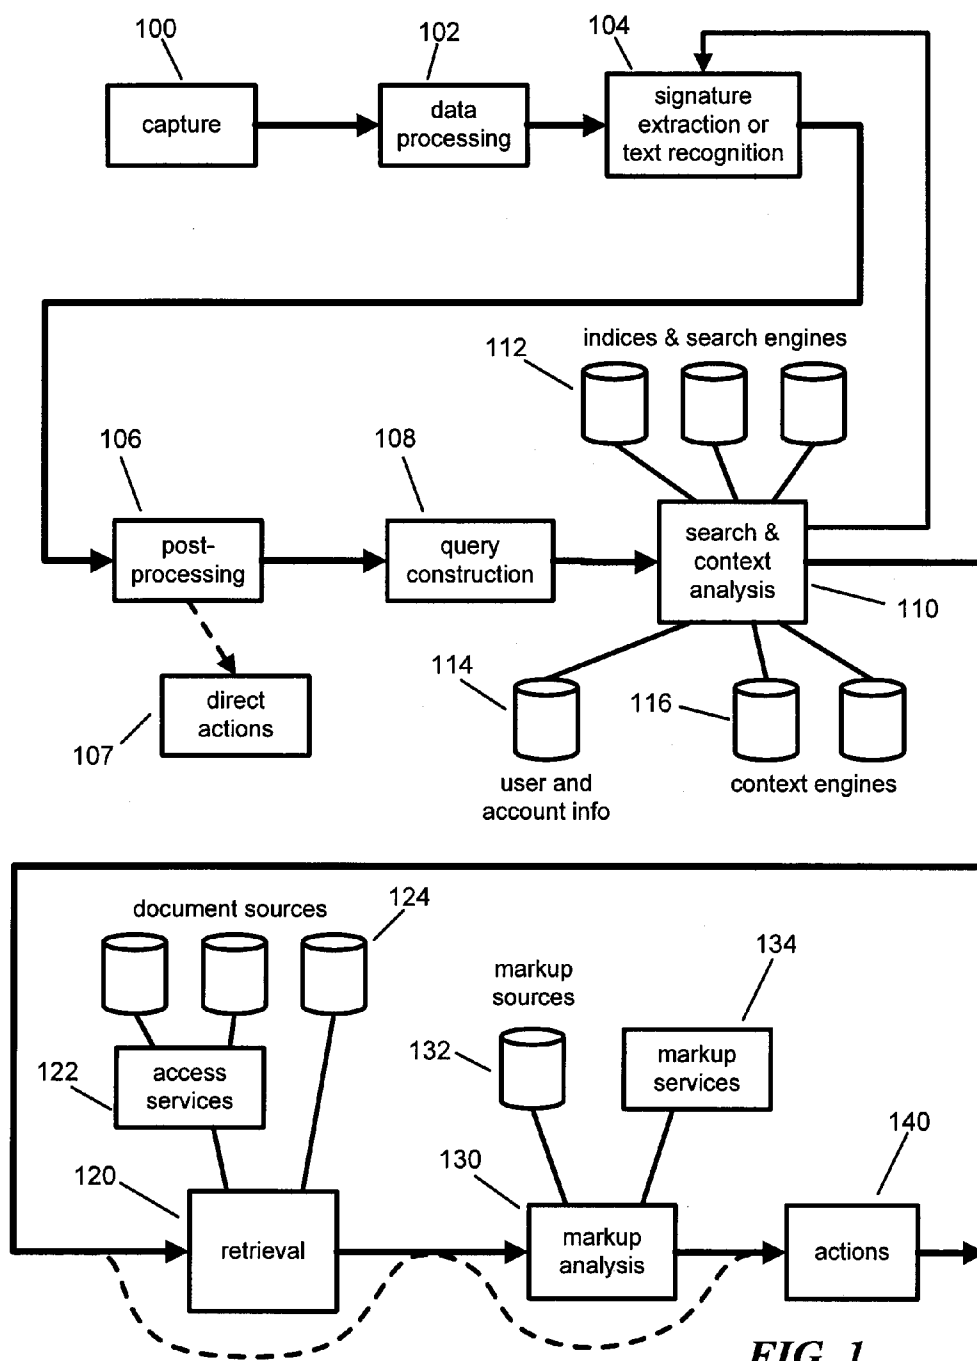 100
102
104
capture
data
processing
signature
extraction or
text recognition
indices & search engines
112
106
108
post-
processing
query
construction
search &
context
analysis
110
direct
actions
107
114
116
user and
account info
context engines
document sources
124
markup
sources
134
132
markup
services
122
access
services
120
130
140
retrieval
markup
analysis
actions
FIG. 1